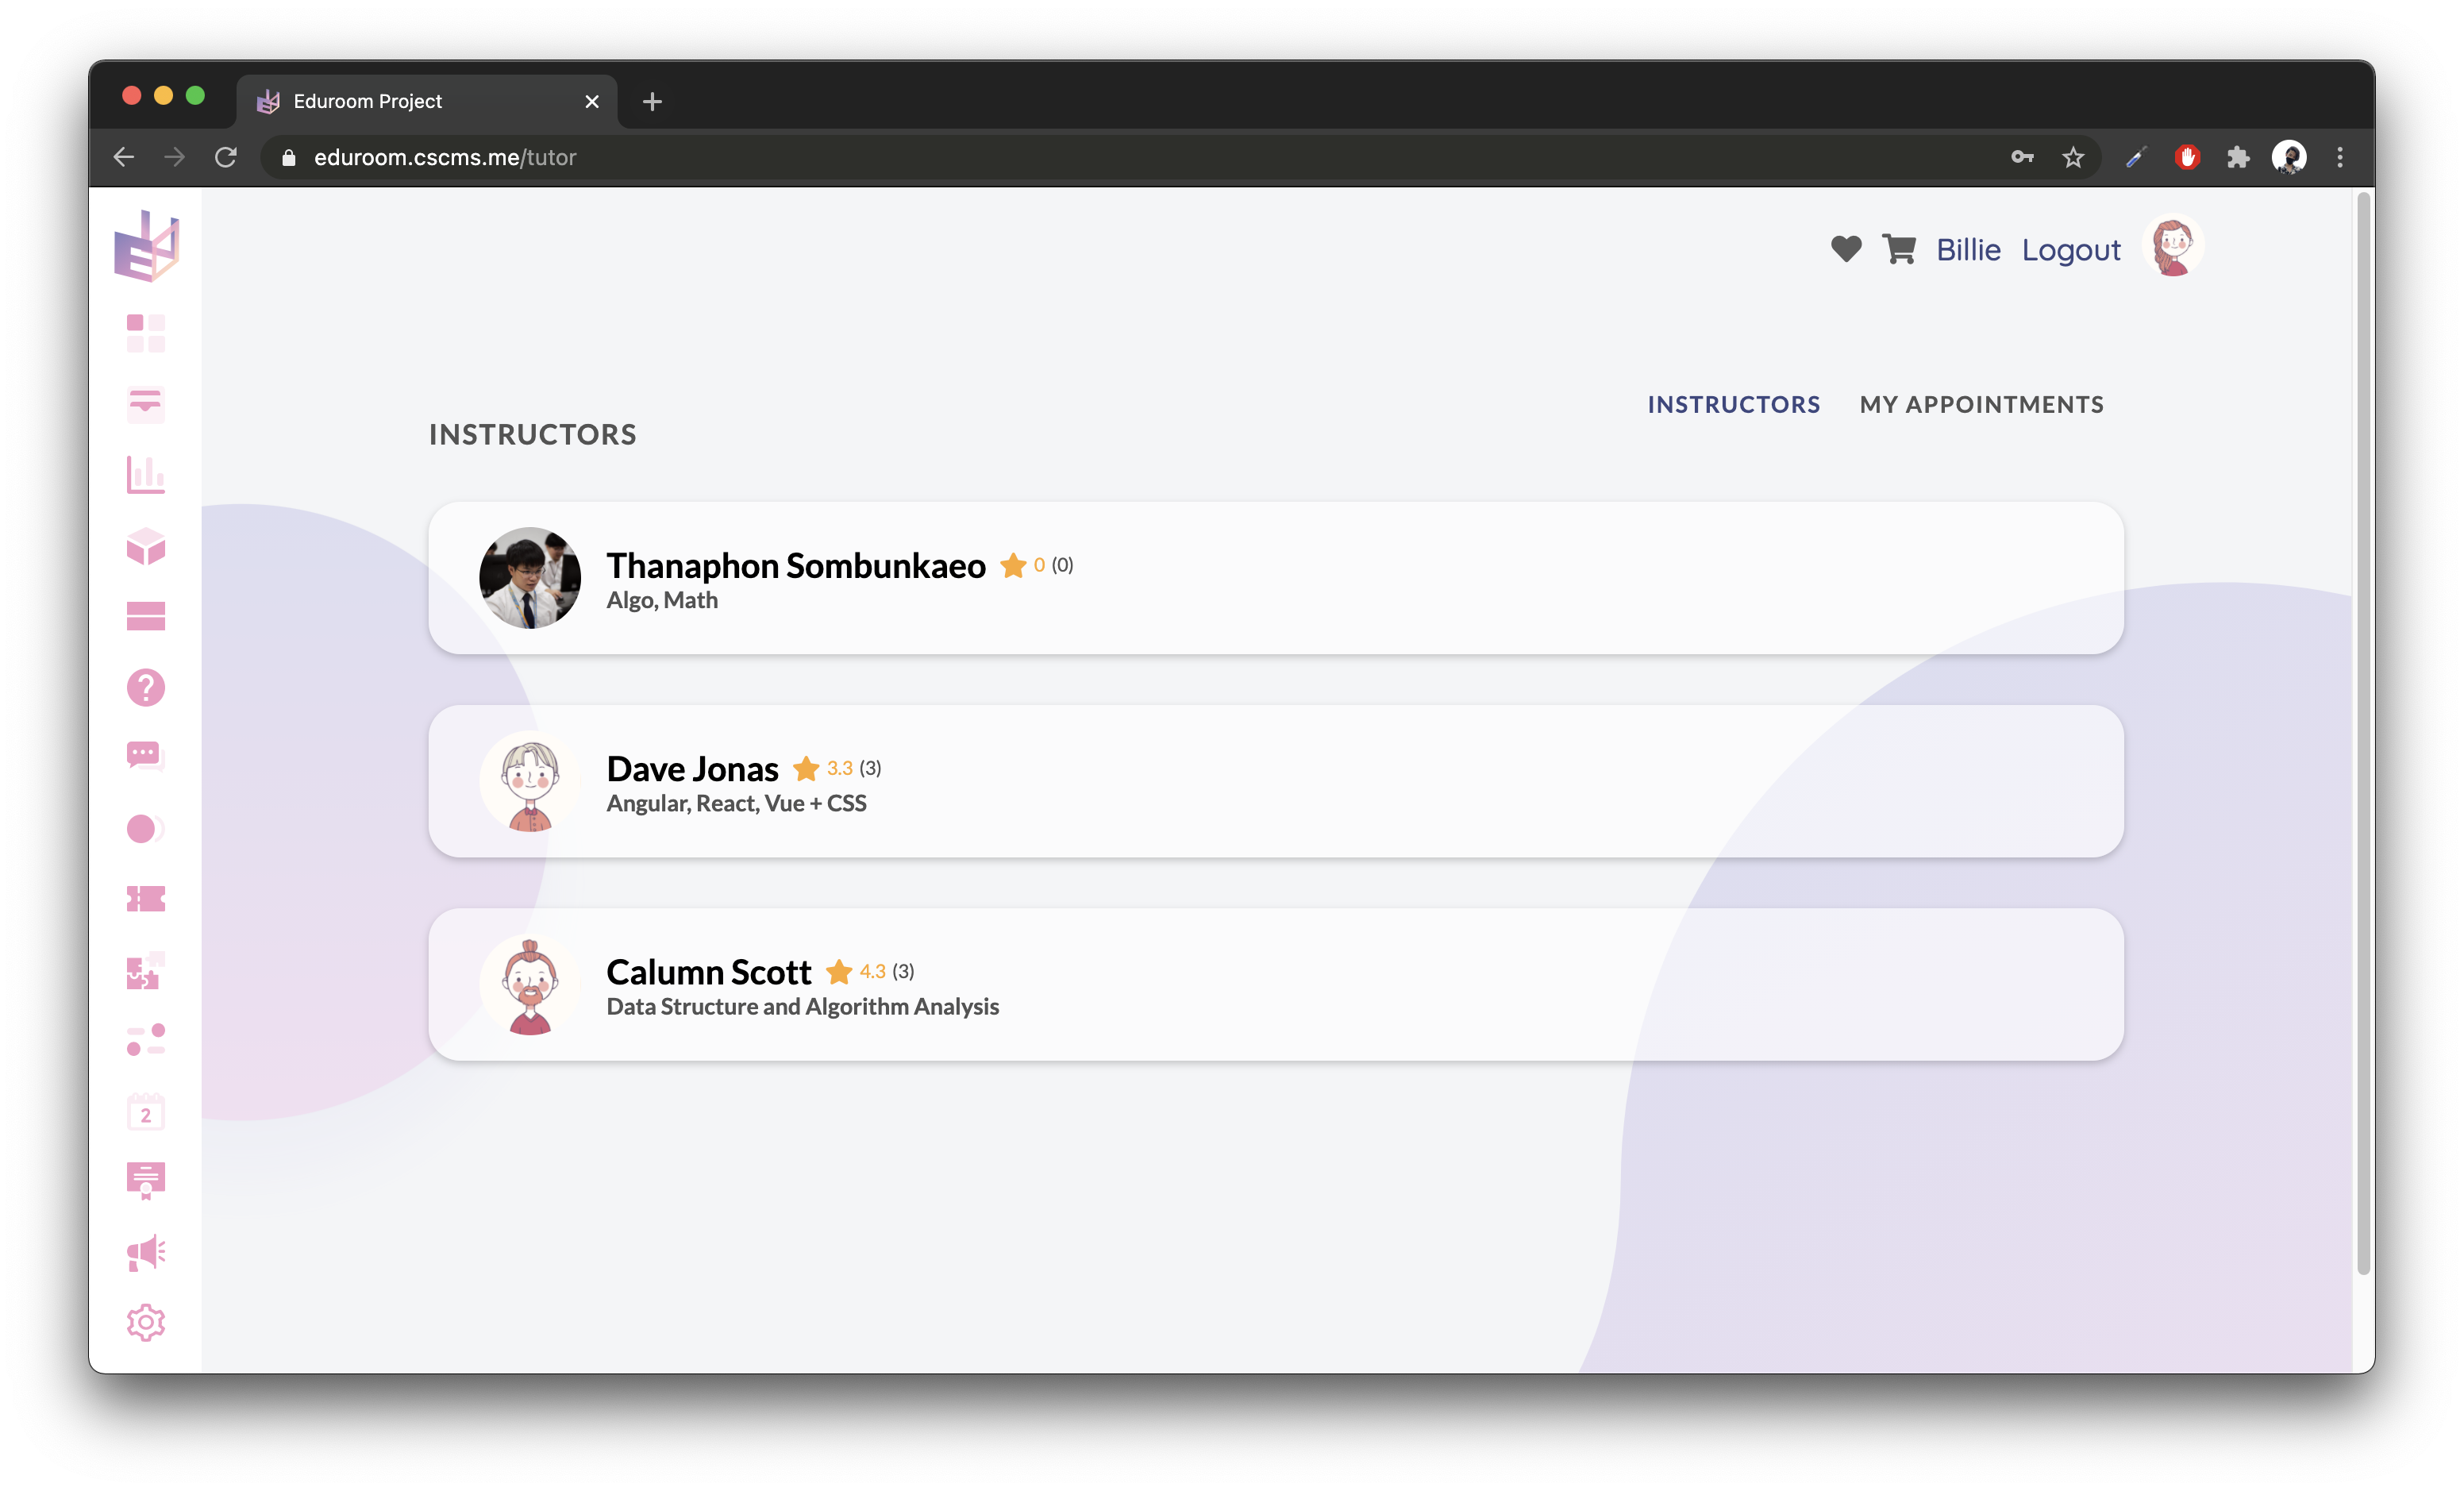 Eduroom Project
eduroom.cscms.me/tutor
Billie Logout
INSTRUCTORS MY APPOINTMENTS
INSTRUCTORS
Thanaphon Sombunkaeo 0 (0)
Algo, Math
Dave Jonas 3.3 (3)
Angular, React, Vue + CSS
Calumn Scott 4.3 (3)
Data Structure and Algorithm Analysis
2